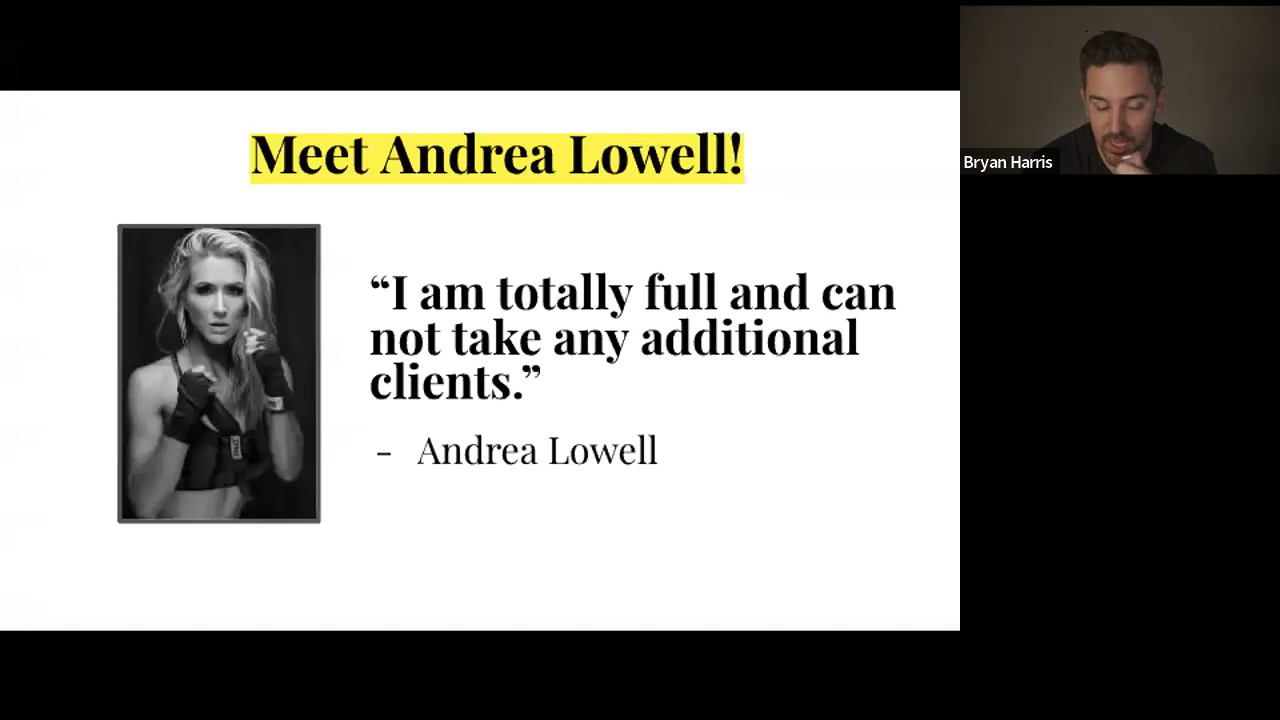 Meet Andrea Lowell!
“I am totally full and can
not take any additional
clients.”
- Andrea Lowell
Bryan Harris